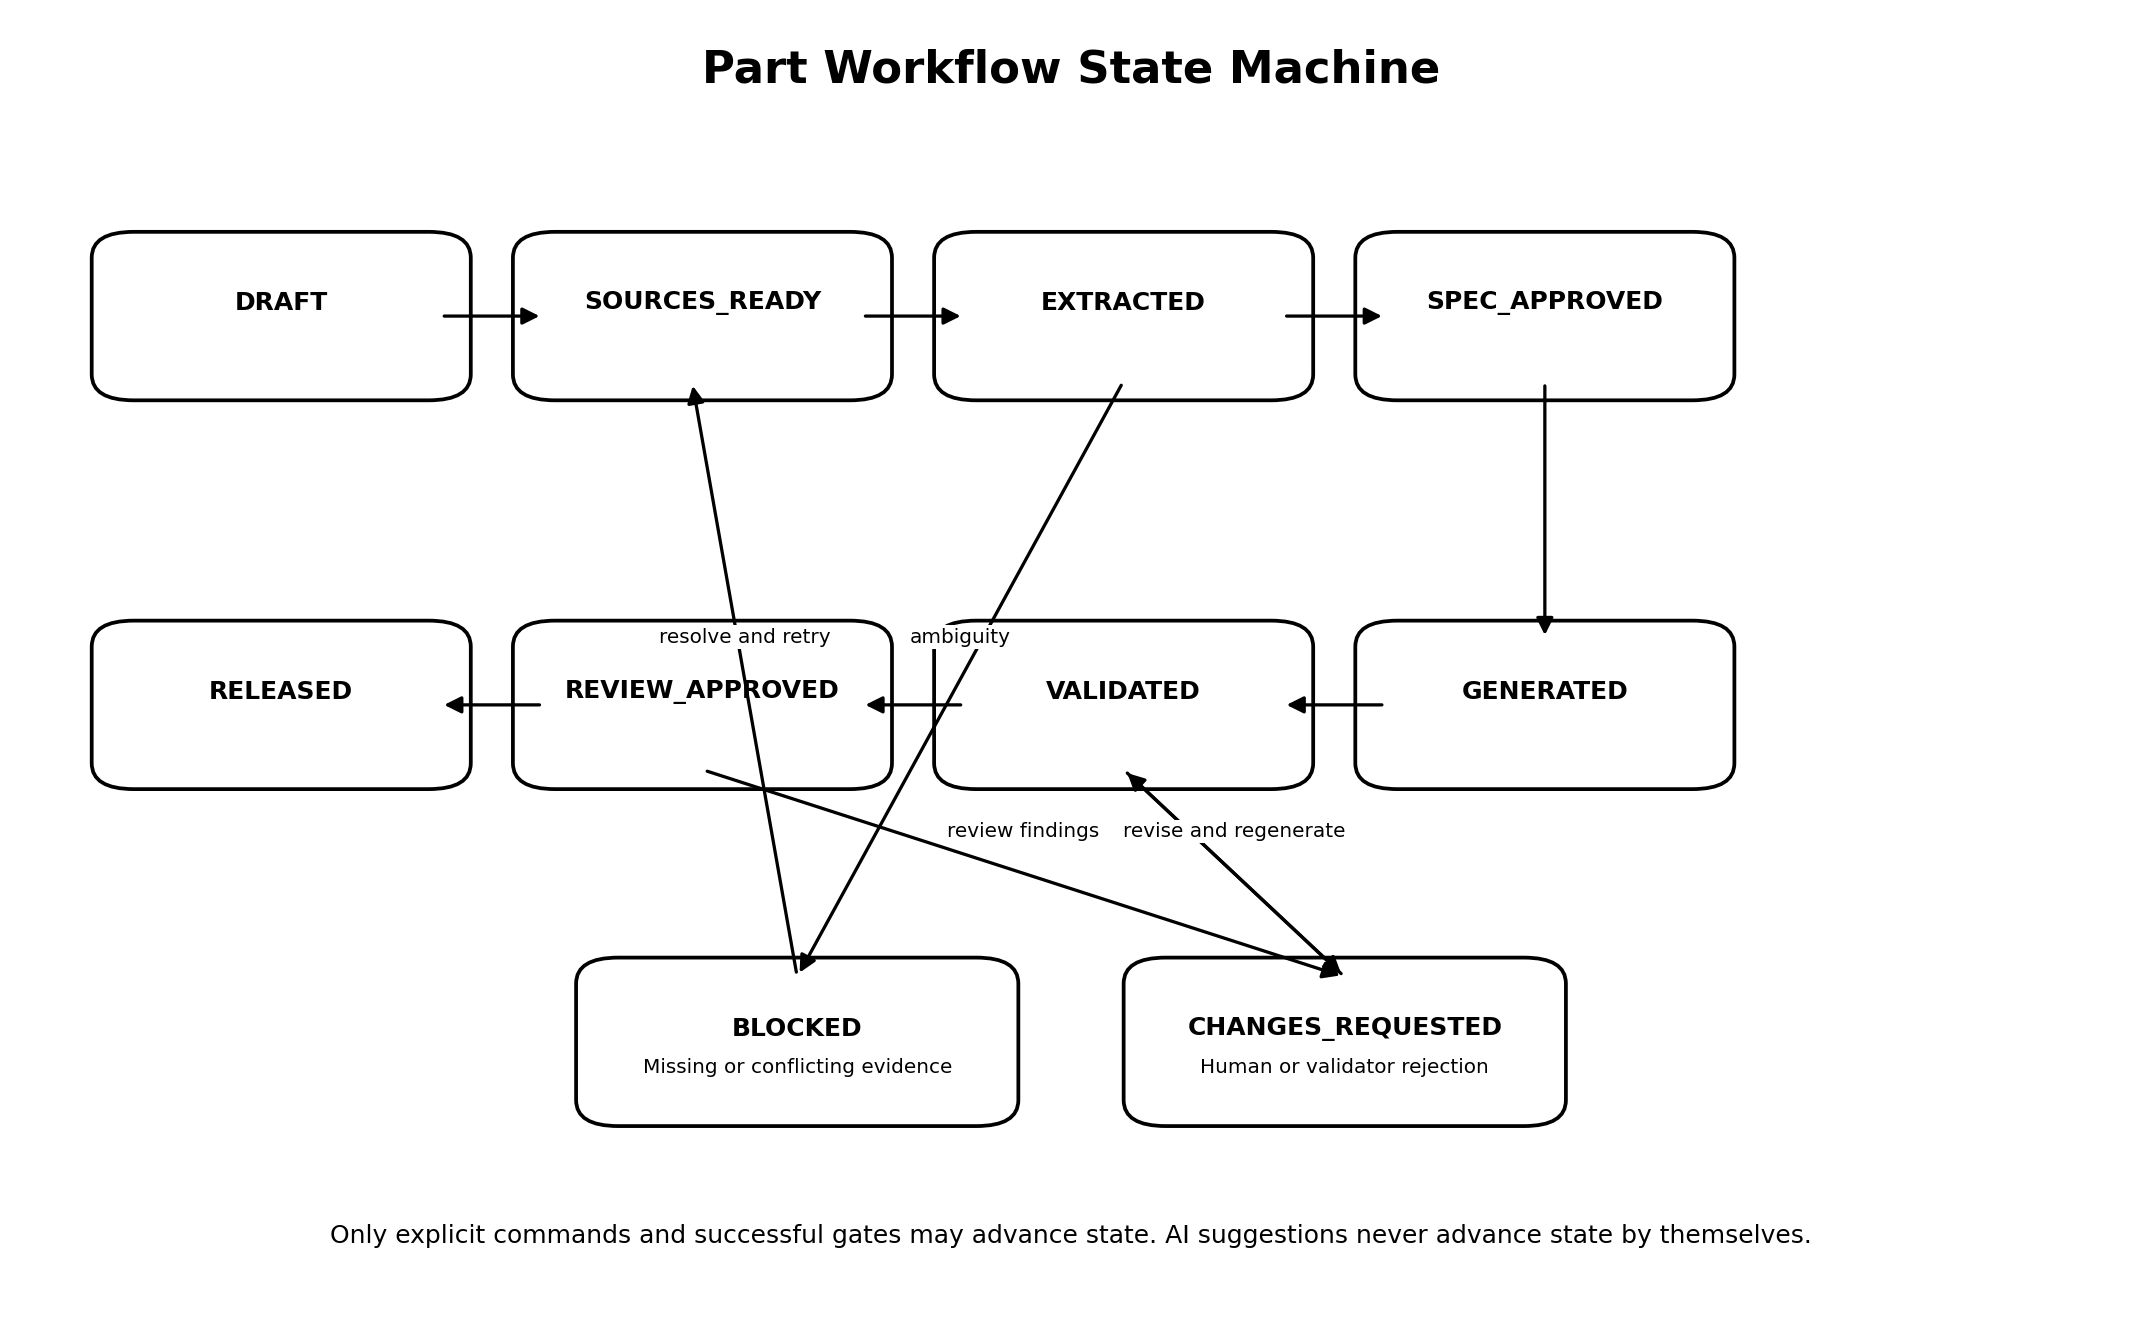 Part Workflow State Machine
DRAFT
SOURCES_READY
EXTRACTED
SPEC_APPROVED
resolve and retry
ambiguity
RELEASED
REVIEW_APPROVED
VALIDATED
GENERATED
review findings
revise and regenerate
BLOCKED
Missing or conflicting evidence
CHANGES_REQUESTED
Human or validator rejection
Only explicit commands and successful gates may advance state. AI suggestions never advance state by themselves.